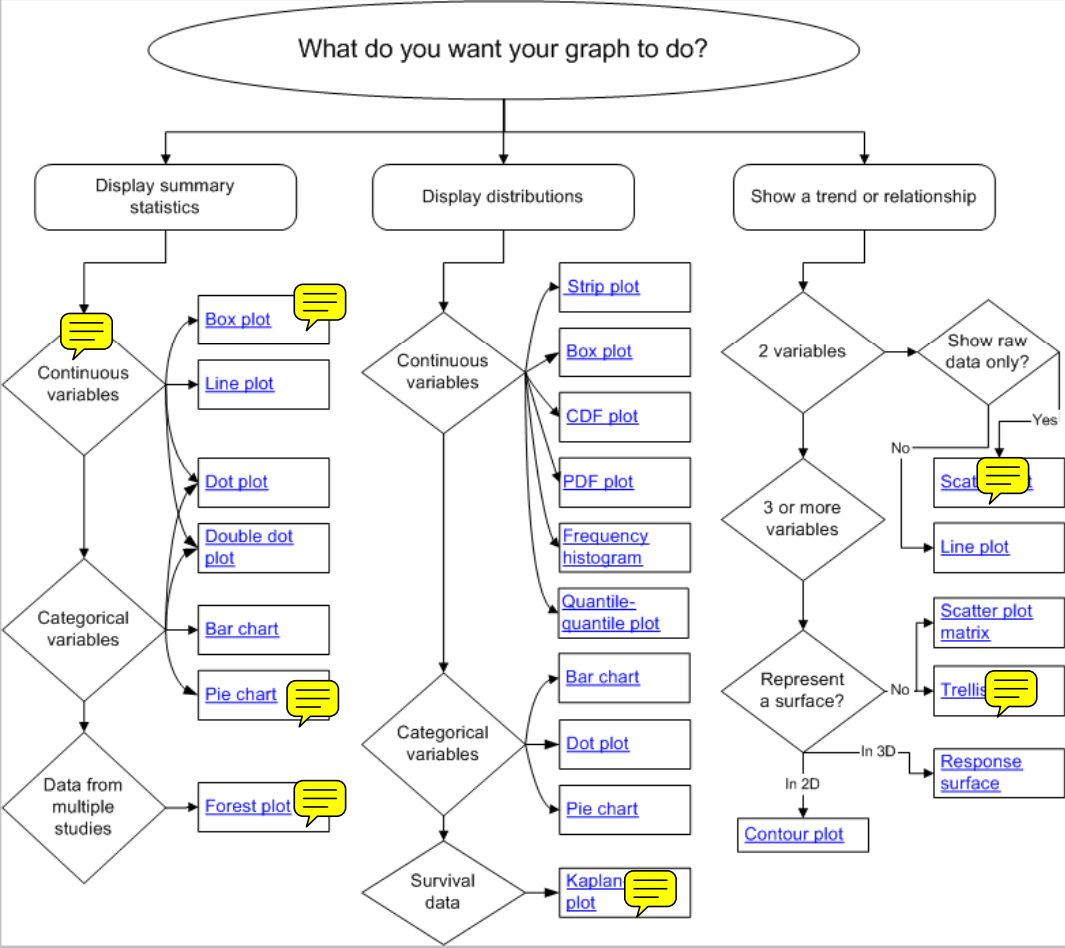 What do you want your graph to do?
Display summary
statistics
Display distributions
Show a trend or relationship
Continuous
variables
Box plot
Line plot
Dot plot
Double dot
plot
Categorical
variables
Bar chart
Pie chart
Data from
multiple
studies
Forest plot
Continuous
variables
Strip plot
Box plot
CDF plot
PDF plot
Frequency
histogram
Quantile-
quantile plot
Categorical
variables
Bar chart
Dot plot
Pie chart
Survival
data
Kaplan
plot
2 variables
Show raw
data only?
Yes
No
Line plot
3 or more
variables
Represent
a surface?
No
Scatter plot
matrix
Trellis
In 3D
Response
surface
In 2D
Contour plot